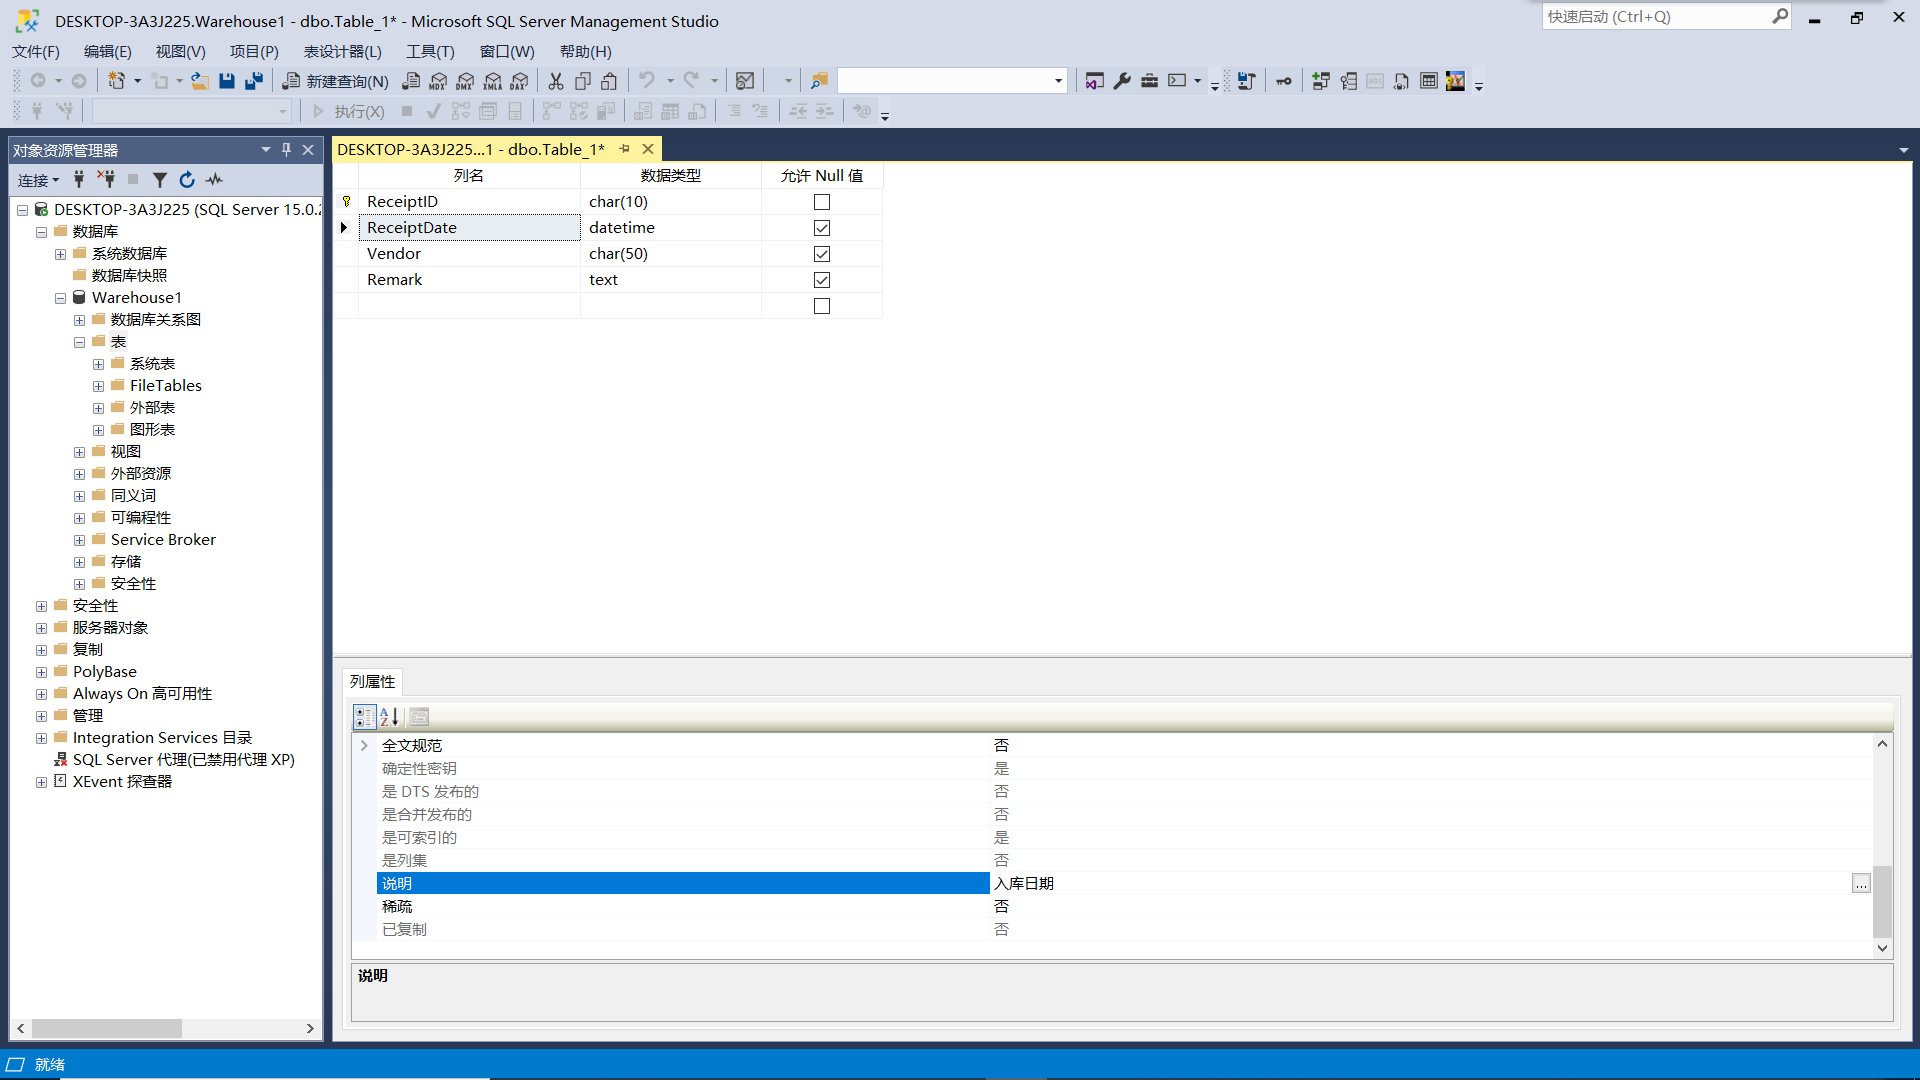 DESKTOP-3A3J225.Warehouse1 - dbo.Table_1* - Microsoft SQL Server Management Studio
快速启动 (Ctrl+Q)
文件(F) 编辑(E) 视图(V) 项目(P) 表设计器(L) 工具(T) 窗口(W) 帮助(H)
新建查询(N) MDX DMX XMLA DAX
执行(X)
对象资源管理器
连接
DESKTOP-3A3J225 (SQL Server 15.0.2
数据库
系统数据库
数据库快照
Warehouse1
数据库关系图
表
系统表
FileTables
外部表
图形表
视图
外部资源
同义词
可编程性
Service Broker
存储
安全性
安全性
服务器对象
复制
PolyBase
Always On 高可用性
管理
Integration Services 目录
SQL Server 代理(已禁用代理 XP)
XEvent 探查器
DESKTOP-3A3J225...1 - dbo.Table_1*
列名 数据类型 允许 Null 值
ReceiptID char(10)
ReceiptDate datetime
Vendor char(50)
Remark text
列属性
全文规范 否
确定性密钥 是
是 DTS 发布的 否
是合并发布的 否
是可索引的 是
是列集 否
说明 入库日期 ...
稀疏 否
已复制 否
说明
就绪